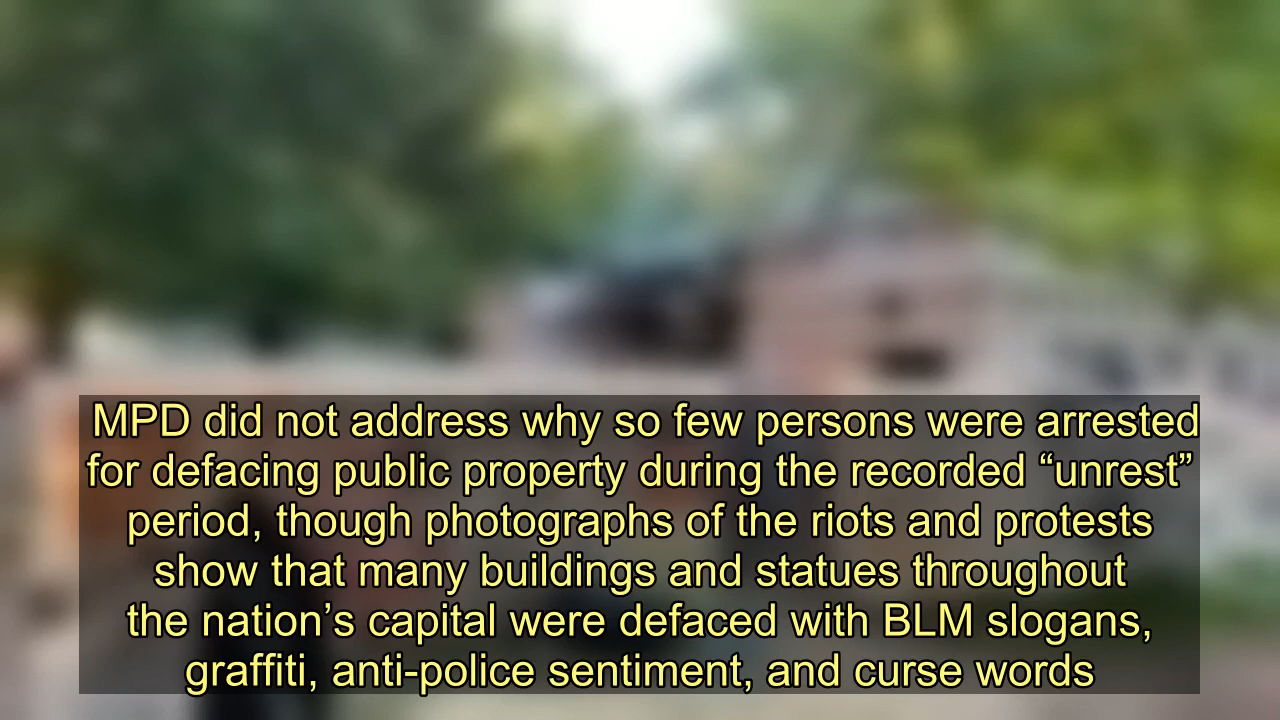 MPD did not address why so few persons were arrested
for defacing public property during the recorded “unrest”
period, though photographs of the riots and protests
show that many buildings and statues throughout
the nation’s capital were defaced with BLM slogans,
graffiti, anti-police sentiment, and curse words